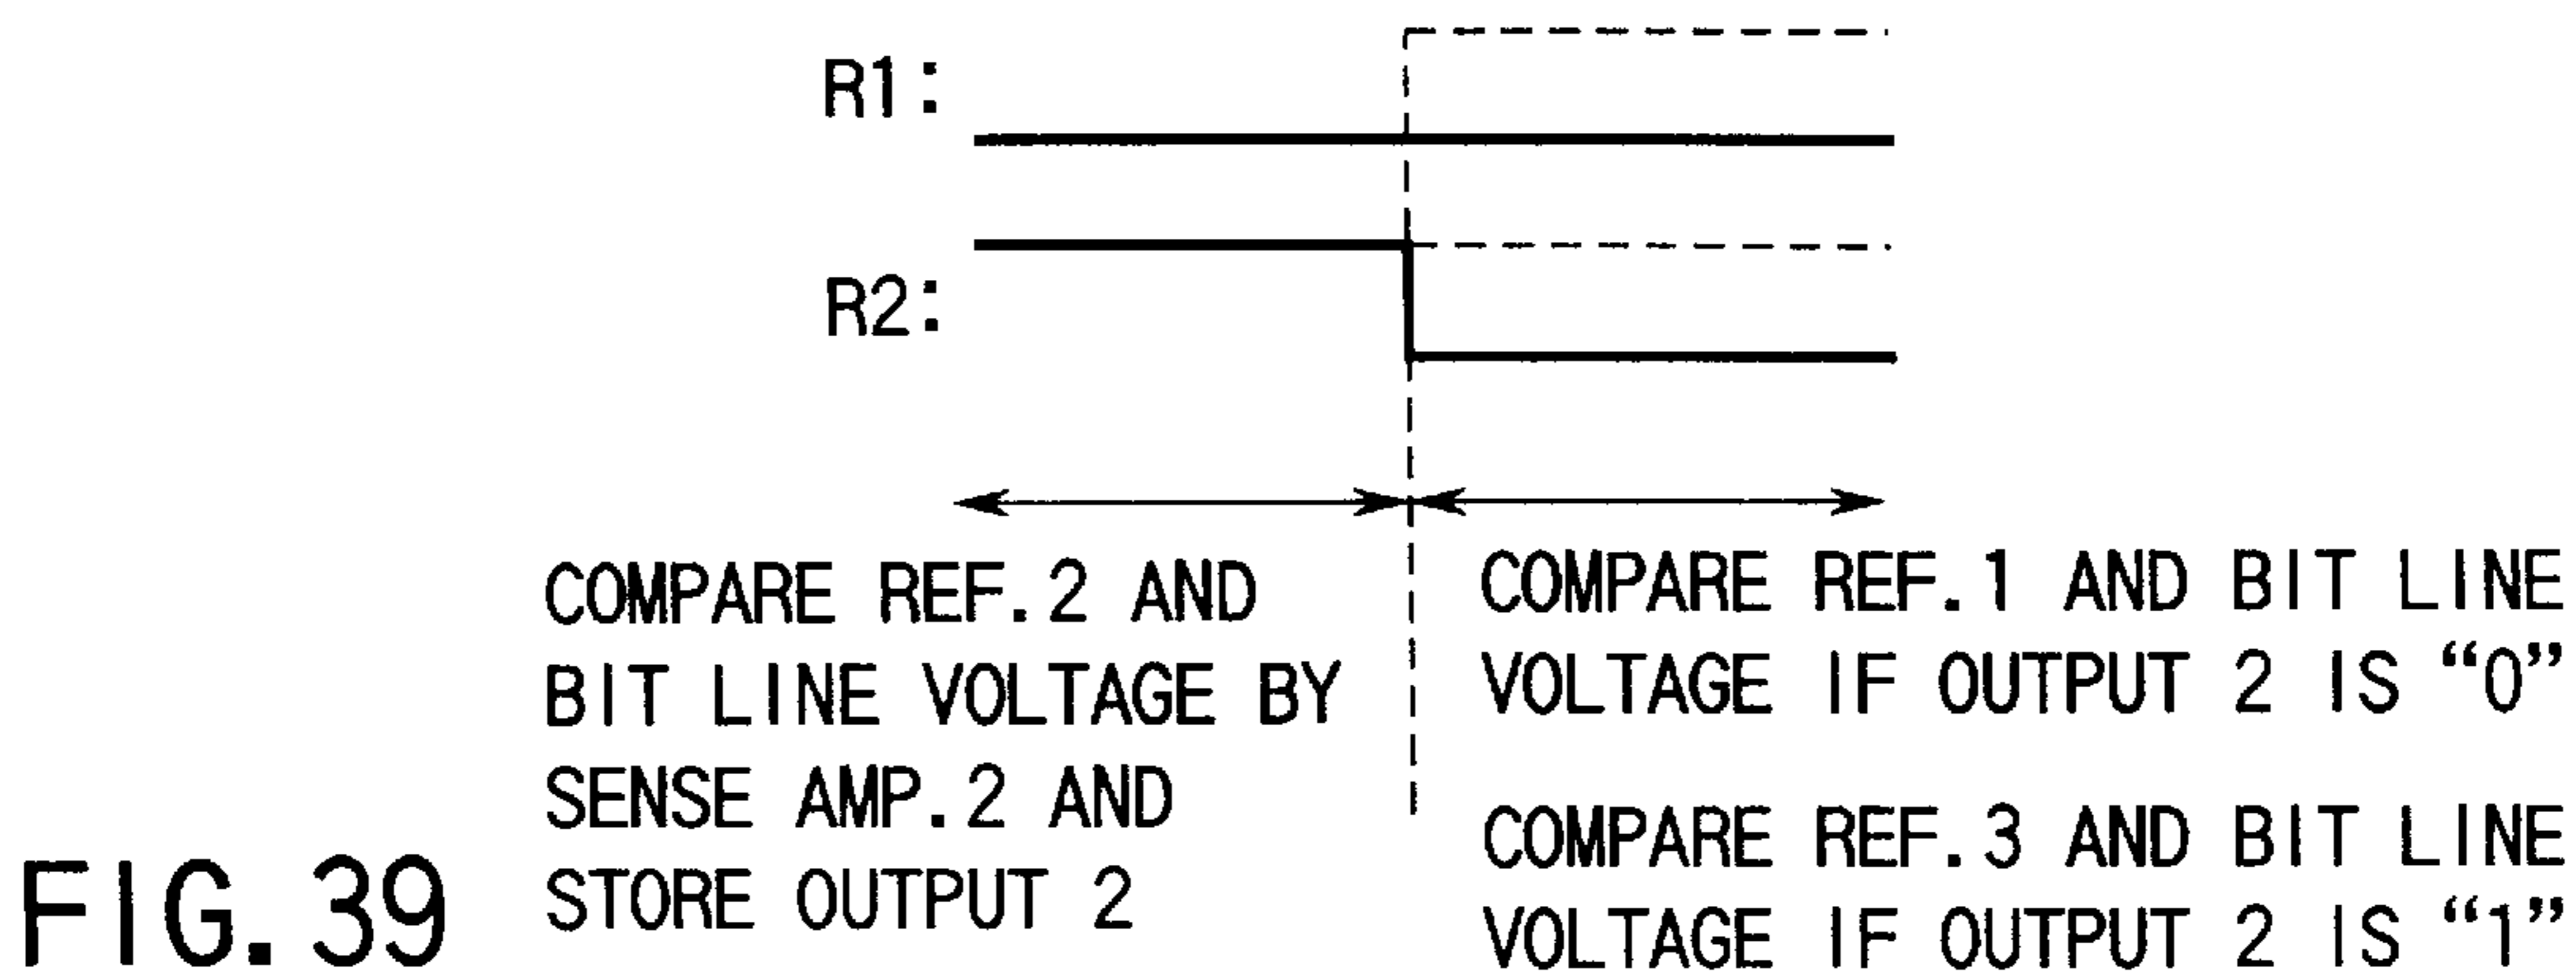 R1:
R2:
COMPARE REF.2 AND
BIT LINE VOLTAGE BY
SENSE AMP.2 AND
STORE OUTPUT 2
COMPARE REF.1 AND BIT LINE
VOLTAGE IF OUTPUT 2 IS “0”
COMPARE REF.3 AND BIT LINE
VOLTAGE IF OUTPUT 2 IS “1”
FIG.39